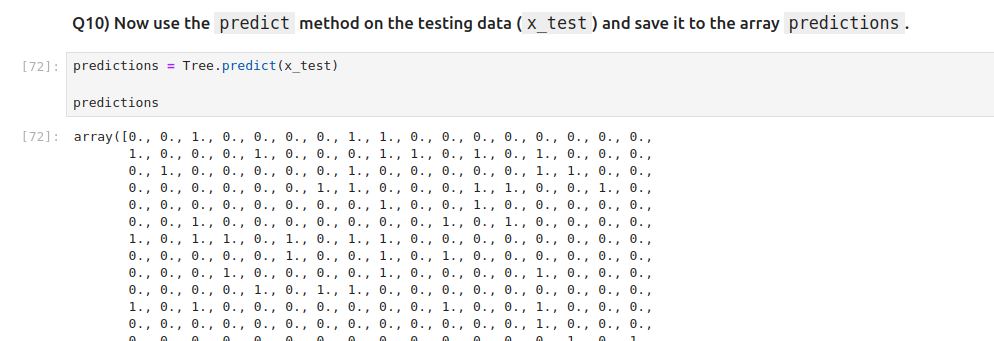 Q10) Now use the predict method on the testing data (x_test) and save it to the array predictions.
[72]: predictions = Tree.predict(x_test)
predictions
[72]: array([0., 0., 1., 0., 0., 0., 0., 1., 1., 0., 0., 0., 0., 0., 0., 0., 0.,
1., 0., 0., 0., 1., 0., 0., 0., 1., 1., 0., 1., 0., 1., 0., 0., 0.,
0., 1., 0., 0., 0., 0., 0., 1., 0., 0., 0., 0., 0., 1., 1., 0., 0.,
0., 0., 0., 0., 0., 0., 1., 1., 0., 0., 0., 1., 1., 0., 0., 1., 0.,
0., 0., 0., 0., 0., 0., 0., 0., 1., 0., 0., 1., 0., 0., 0., 0., 0.,
0., 0., 1., 0., 0., 0., 0., 0., 0., 0., 1., 0., 1., 0., 0., 0., 0.,
1., 0., 1., 1., 0., 1., 0., 1., 1., 0., 0., 0., 0., 0., 0., 0., 0.,
0., 0., 0., 0., 0., 1., 0., 0., 1., 0., 1., 0., 0., 0., 0., 0., 0.,
0., 0., 0., 1., 0., 0., 0., 0., 1., 0., 0., 0., 0., 1., 0., 0., 0.,
0., 0., 0., 0., 1., 0., 1., 1., 0., 0., 0., 0., 0., 0., 0., 0., 0.,
1., 0., 1., 0., 0., 0., 0., 0., 0., 0., 1., 0., 0., 1., 0., 0., 0.,
0., 0., 0., 0., 0., 0., 0., 0., 0., 0., 0., 0., 0., 1., 0., 0., 0.,